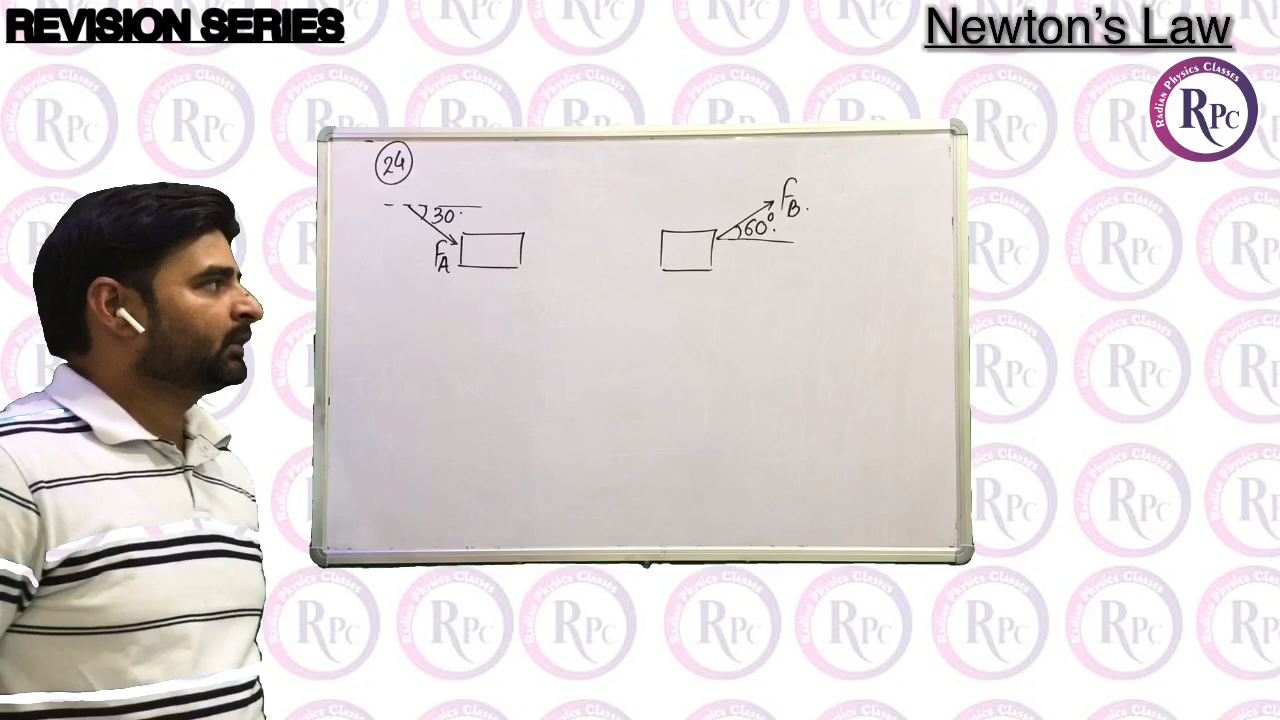 REVISION SERIES
Newton's Law
Radian Physics Classes
RPC
24
30°
F_A
F_B.
60°